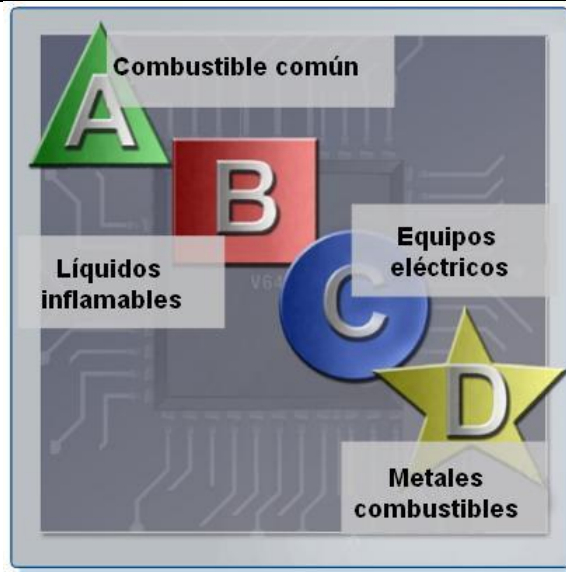 A
Combustible común
B
Líquidos
inflamables
C
Equipos
eléctricos
D
Metales
combustibles